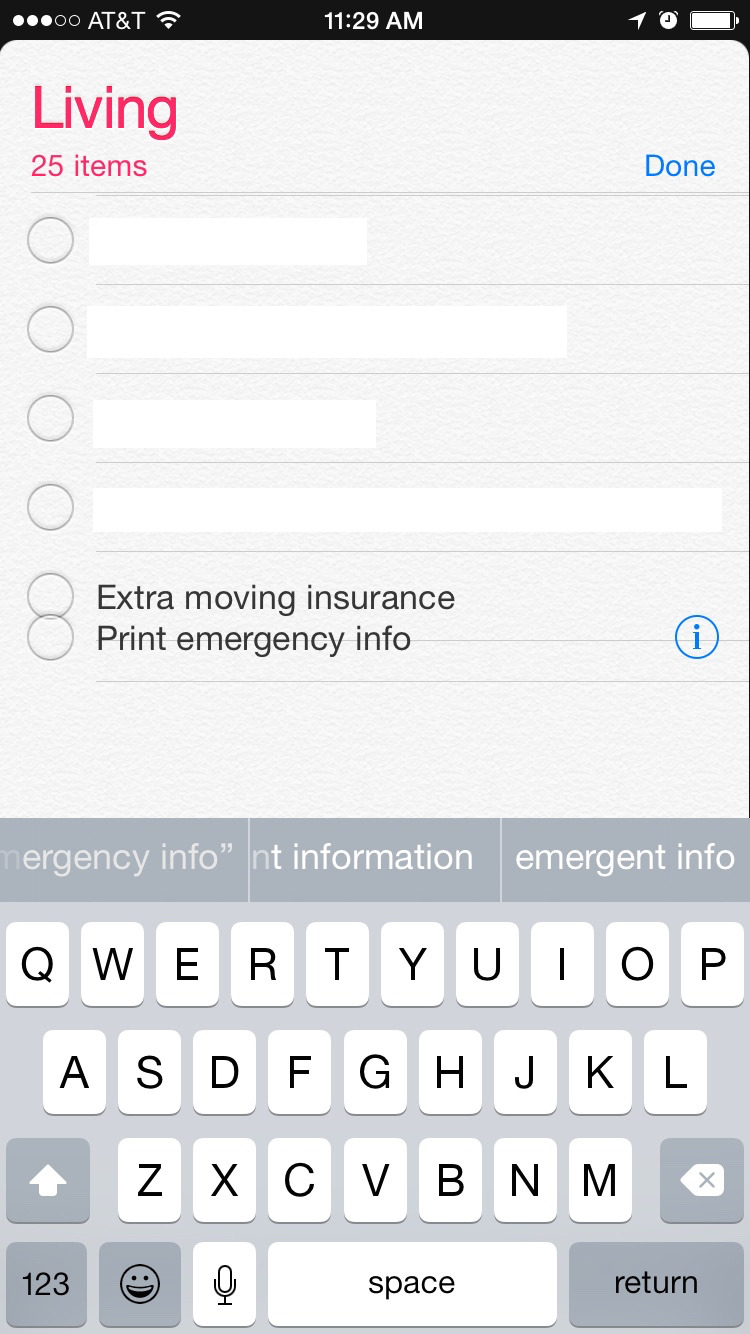 AT&T 11:29 AM
Living
25 items Done
Extra moving insurance
Print emergency info
mergency info” nt information emergent info
Q W E R T Y U I O P
A S D F G H J K L
Z X C V B N M
123 space return